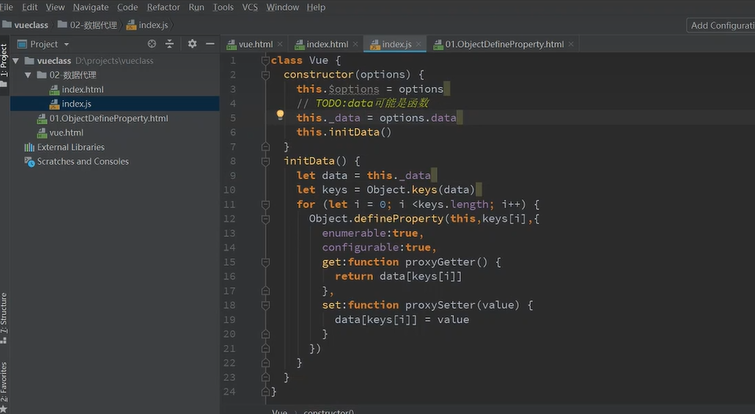 File Edit View Navigate Code Refactor Run Tools VCS Window Help
vueclass 02-数据代理 index.js Add Configurati
Project vue.html index.html index.js 01.ObjectDefineProperty.html
1: Project
vueclass D:\projects\vueclass
02-数据代理
index.html
index.js
01.ObjectDefineProperty.html
vue.html
External Libraries
Scratches and Consoles
7: Structure
2: Favorites
1 class Vue {
2 constructor(options) {
3 this.$options = options
4 // TODO:data可能是函数
5 this._data = options.data
6 this.initData()
7 }
8 initData() {
9 let data = this._data
10 let keys = Object.keys(data)
11 for (let i = 0; i <keys.length; i++) {
12 Object.defineProperty(this,keys[i],{
13 enumerable:true,
14 configurable:true,
15 get:function proxyGetter() {
16 return data[keys[i]]
17 },
18 set:function proxySetter(value) {
19 data[keys[i]] = value
20 }
21 })
22 }
23 }
24 }
Vue constructor()